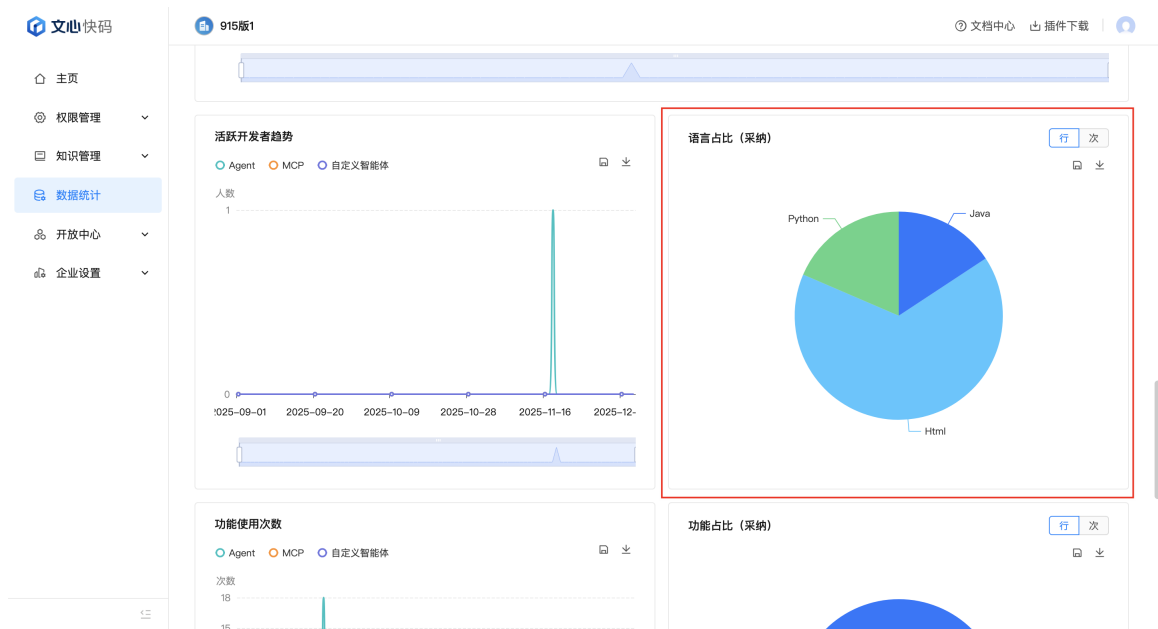 文心快码
915版1
文档中心
插件下载
主页
权限管理
知识管理
数据统计
开放中心
企业设置
活跃开发者趋势
Agent
MCP
自定义智能体
人数
1
0
2025-09-01
2025-09-20
2025-10-09
2025-10-28
2025-11-16
2025-12-
语言占比（采纳）
行
次
Python
Java
Html
功能使用次数
Agent
MCP
自定义智能体
次数
18
15
功能占比（采纳）
行
次